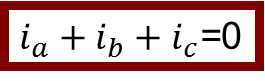 i_a + i_b + i_c=0